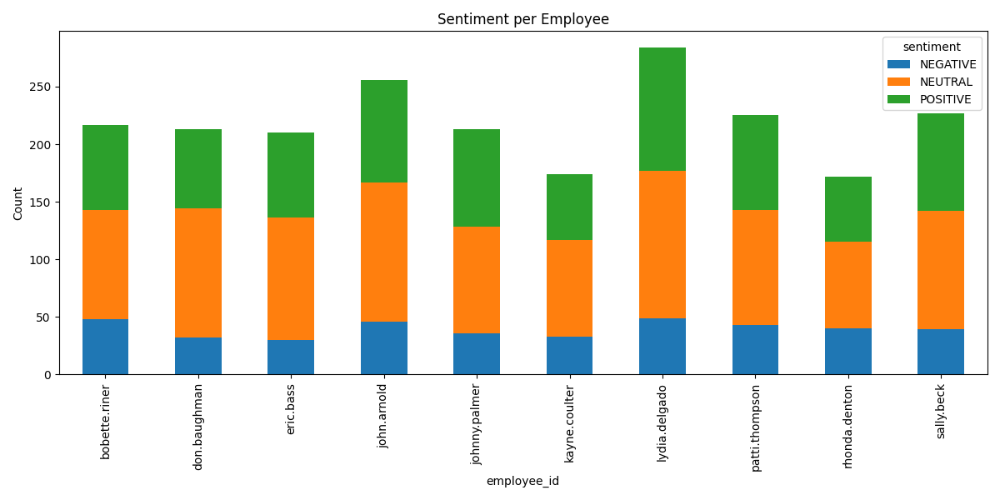 Sentiment per Employee
sentiment
NEGATIVE
NEUTRAL
POSITIVE
Count
250
200
150
100
50
0
bobette.riner
don.baughman
eric.bass
john.arnold
johnny.palmer
kayne.coulter
lydia.delgado
patti.thompson
rhonda.denton
sally.beck
employee_id